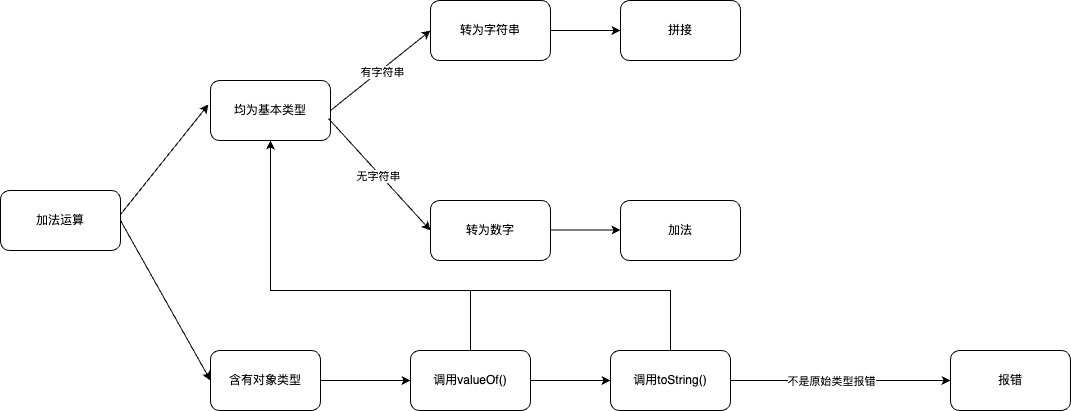 转为字符串
拼接
有字符串
均为基本类型
无字符串
加法运算
转为数字
加法
含有对象类型
调用valueOf()
调用toString()
不是原始类型报错
报错